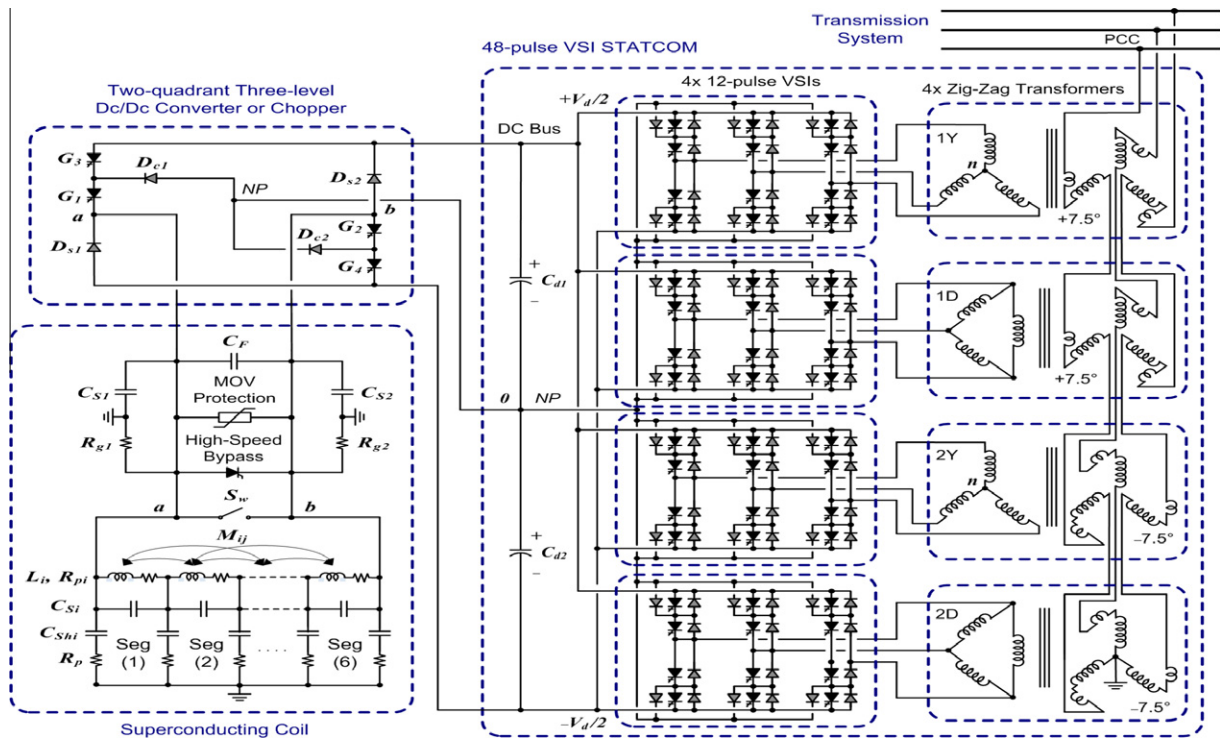 Transmission
System
PCC
48-pulse VSI STATCOM
Two-quadrant Three-level
Dc/Dc Converter or Chopper
4x 12-pulse VSIs
4x Zig-Zag Transformers
+Vd/2
DC Bus
G3
Dc1
NP
Ds2
G1
a
b
G2
Dc2
Ds1
G4
1Y
n
+7.5°
+
Cd1
–
1D
+7.5°
CF
CS1
MOV
Protection
CS2
0
NP
Rg1
High-Speed
Bypass
Rg2
2Y
n
–7.5°
a
Sw
b
Mij
+
Cd2
–
Li, Rpi
CSi
CShi
Seg
(1)
Seg
(2)
. . . .
Seg
(6)
Rp
2D
–7.5°
–Vd/2
Superconducting Coil